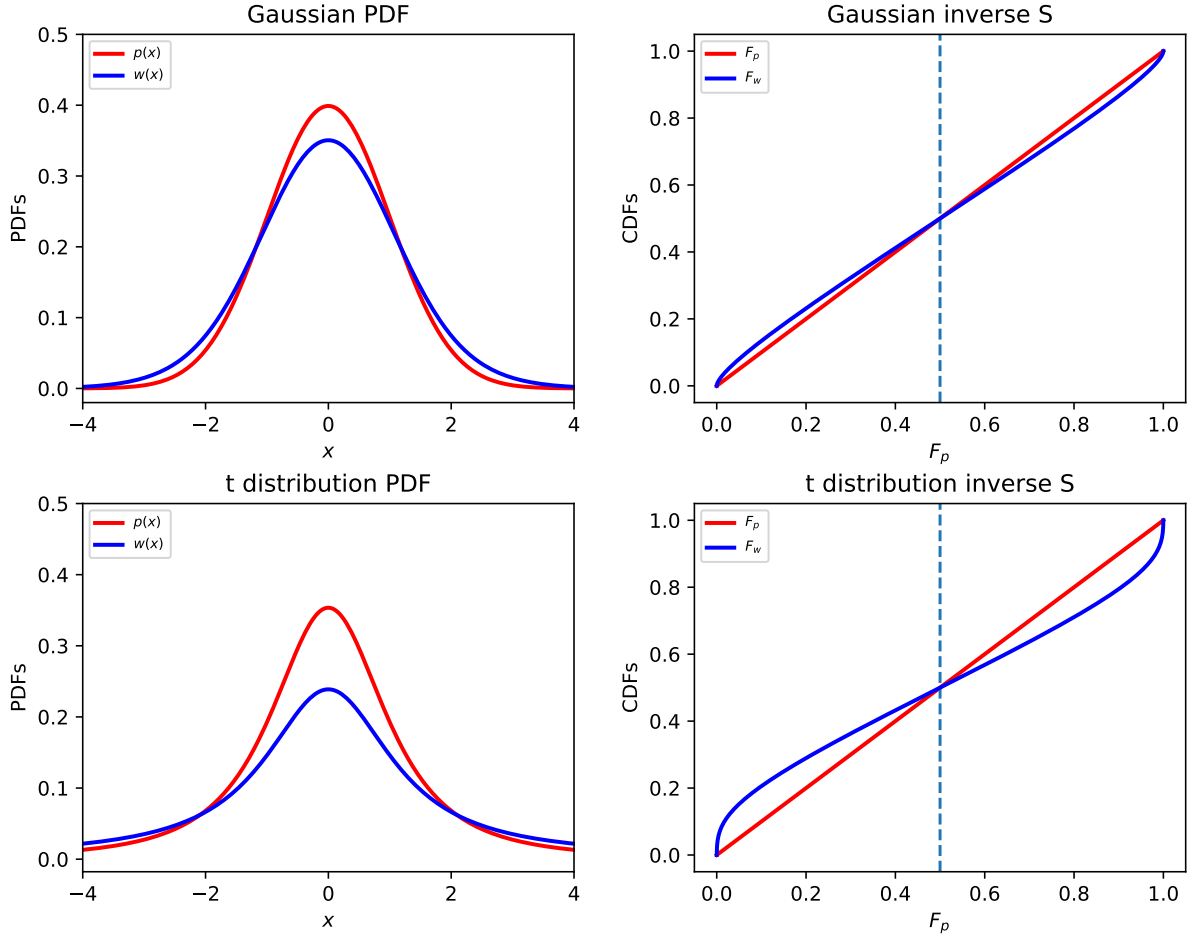 Gaussian PDF
p(x)
w(x)
PDFs
0.5
0.4
0.3
0.2
0.1
0.0
−4 −2 0 2 4
x
Gaussian inverse S
F_p
F_w
CDFs
1.0
0.8
0.6
0.4
0.2
0.0
0.0 0.2 0.4 0.6 0.8 1.0
F_p
t distribution PDF
p(x)
w(x)
PDFs
0.5
0.4
0.3
0.2
0.1
0.0
−4 −2 0 2 4
x
t distribution inverse S
F_p
F_w
CDFs
1.0
0.8
0.6
0.4
0.2
0.0
0.0 0.2 0.4 0.6 0.8 1.0
F_p